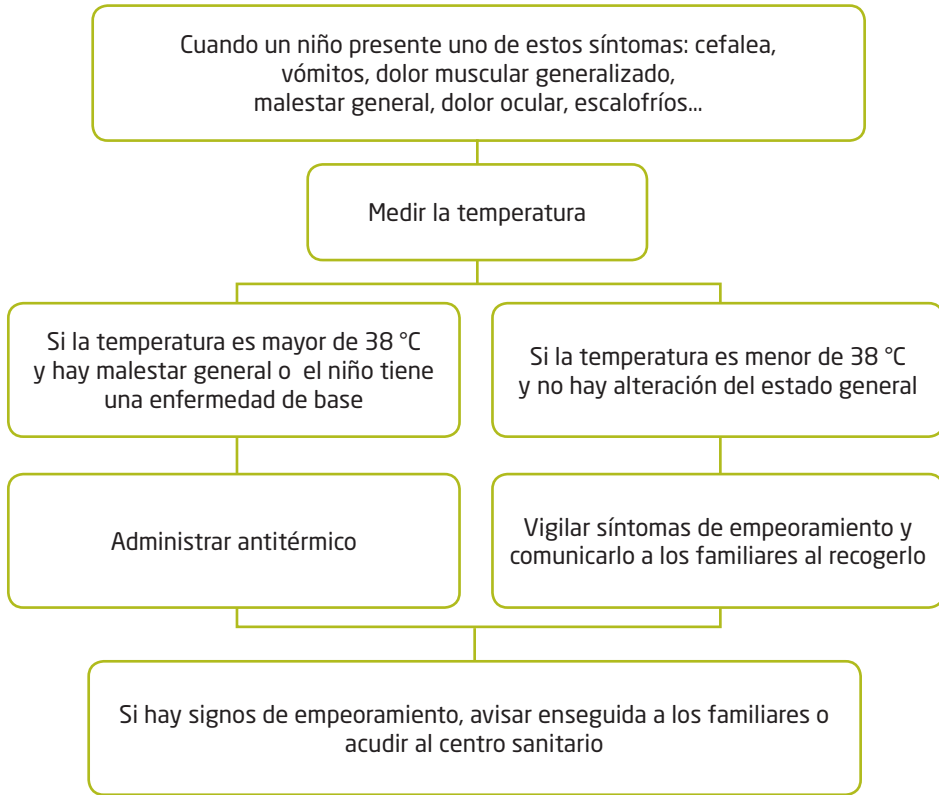 Cuando un niño presente uno de estos síntomas: cefalea,
vómitos, dolor muscular generalizado,
malestar general, dolor ocular, escalofríos...
Medir la temperatura
Si la temperatura es mayor de 38 °C
y hay malestar general o el niño tiene
una enfermedad de base
Si la temperatura es menor de 38 °C
y no hay alteración del estado general
Administrar antitérmico
Vigilar síntomas de empeoramiento y
comunicarlo a los familiares al recogerlo
Si hay signos de empeoramiento, avisar enseguida a los familiares o
acudir al centro sanitario